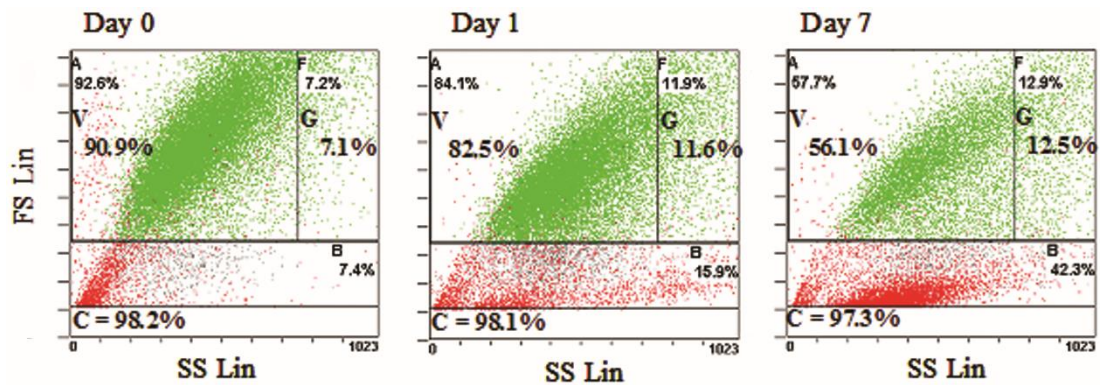 Day 0
A
92.6%
F
7.2%
V
90.9%
G
7.1%
B
7.4%
C = 98.2%
0
1023
SS Lin
FS Lin
Day 1
A
84.1%
F
11.9%
V
82.5%
G
11.6%
B
15.9%
C = 98.1%
0
1023
SS Lin
Day 7
A
57.7%
F
12.9%
V
56.1%
G
12.5%
B
42.3%
C = 97.3%
0
1023
SS Lin